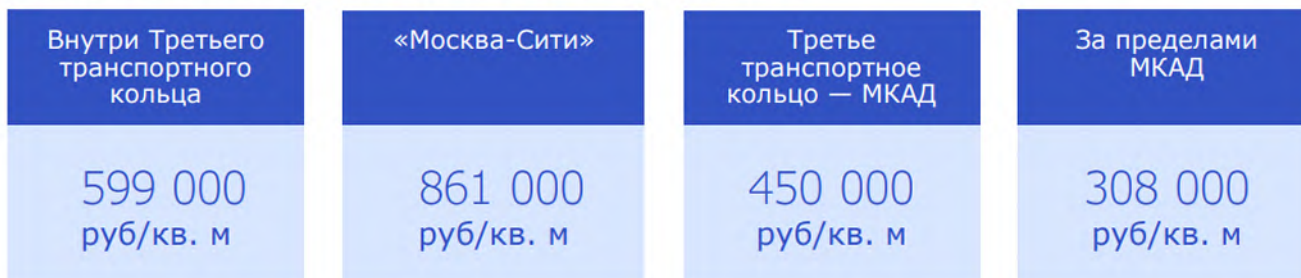 Внутри Третьего
транспортного
кольца
599 000
руб/кв. м
«Москва-Сити»
861 000
руб/кв. м
Третье
транспортное
кольцо — МКАД
450 000
руб/кв. м
За пределами
МКАД
308 000
руб/кв. м